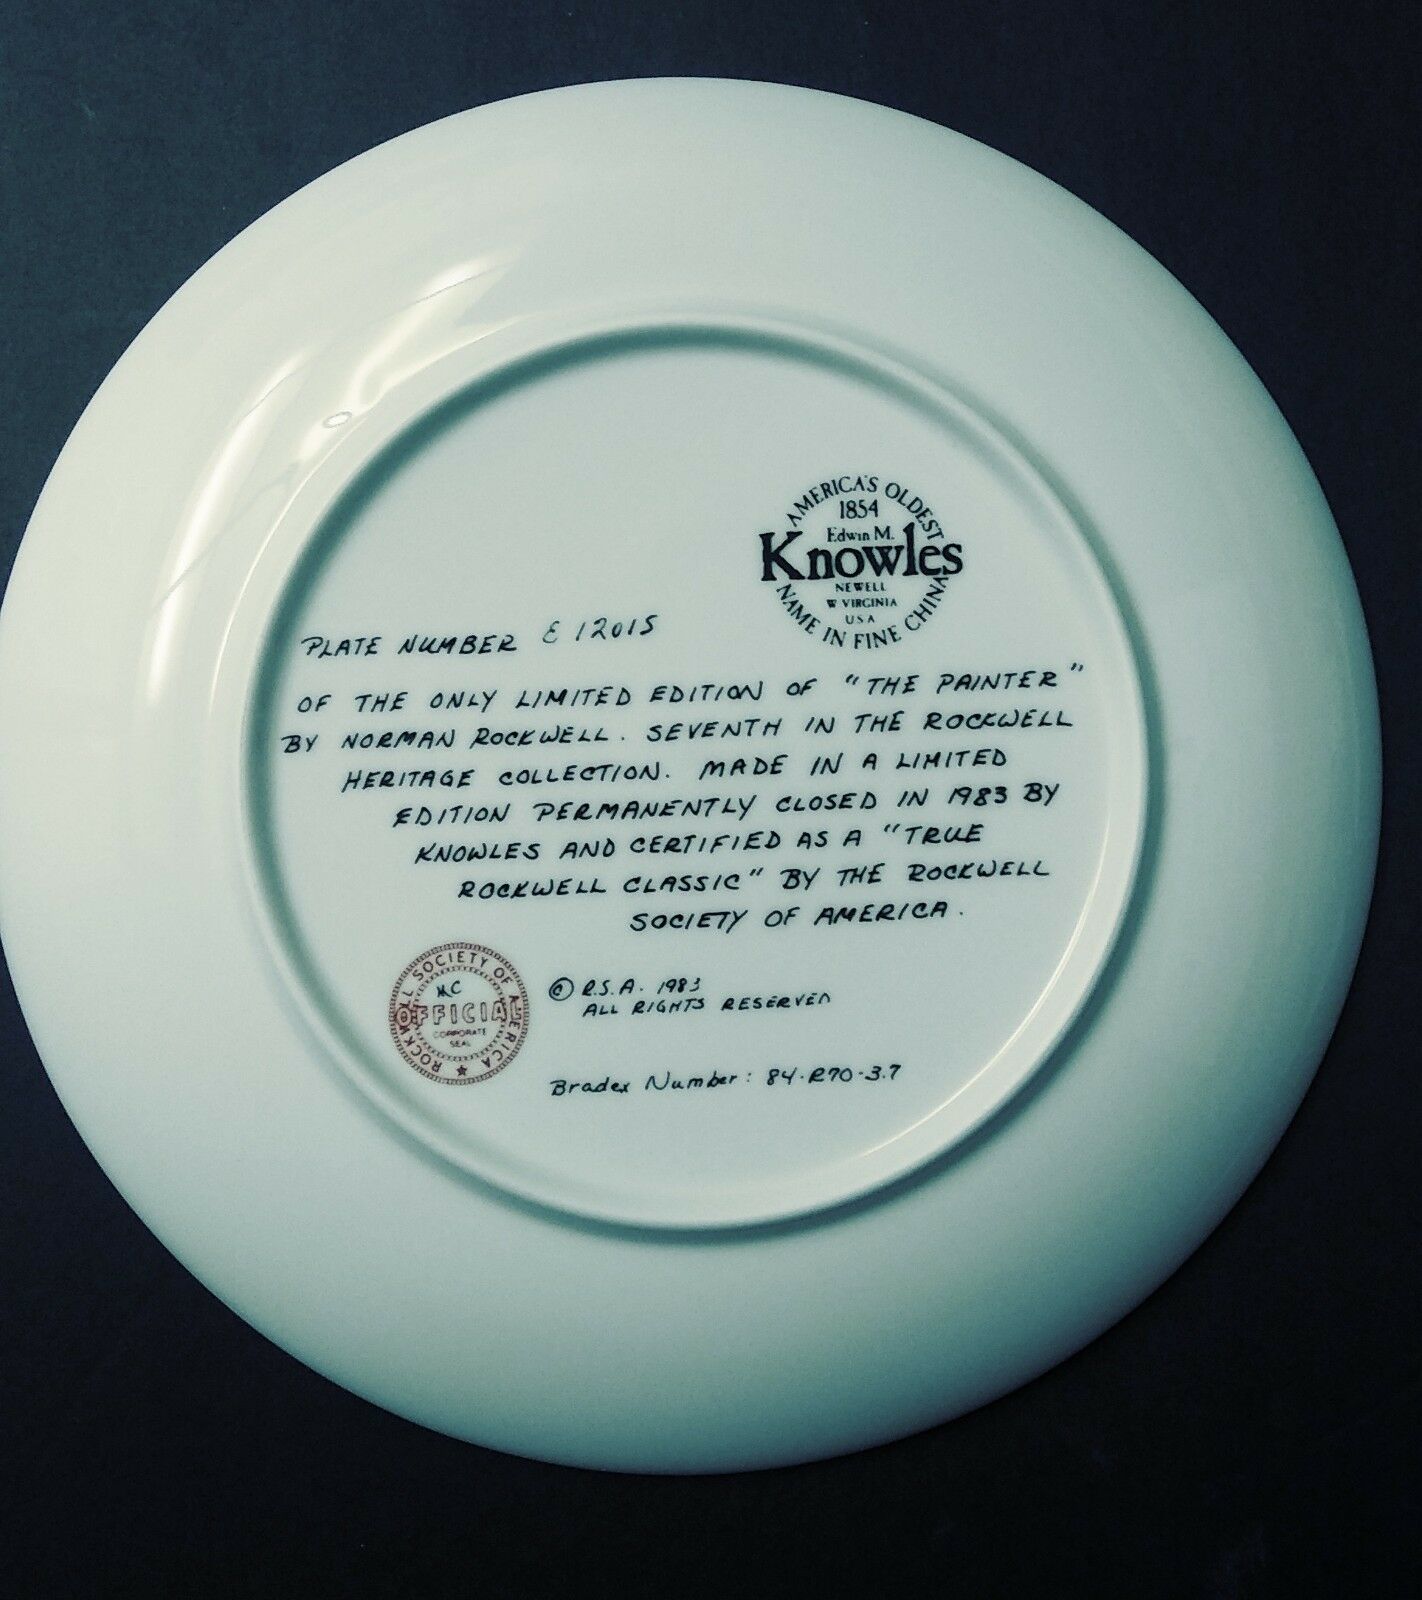 AMERICA'S OLDEST
1854
Edwin M.
Knowles
NEWELL
W VIRGINIA
USA
NAME IN FINE CHINA
PLATE NUMBER E 12015
OF THE ONLY LIMITED EDITION OF "THE PAINTER"
BY NORMAN ROCKWELL. SEVENTH IN THE ROCKWELL
HERITAGE COLLECTION. MADE IN A LIMITED
EDITION PERMANENTLY CLOSED IN 1983 BY
KNOWLES AND CERTIFIED AS A "TRUE
ROCKWELL CLASSIC" BY THE ROCKWELL
SOCIETY OF AMERICA.
ROCKWELL SOCIETY OF AMERICA
MC
OFFICIAL
CORPORATE
SEAL
© R.S.A. 1983
ALL RIGHTS RESERVED
Bradex Number: 84-R70-3.7